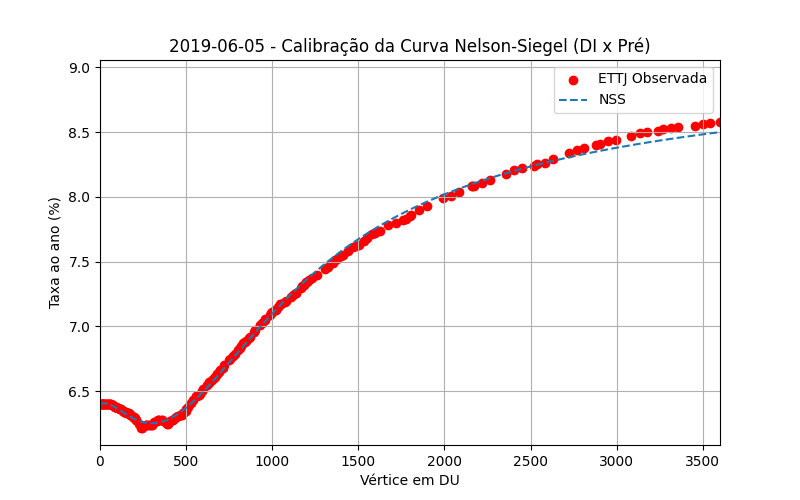 2019-06-05 - Calibração da Curva Nelson-Siegel (DI x Pré)
ETTJ Observada
NSS
Taxa ao ano (%)
9.0
8.5
8.0
7.5
7.0
6.5
0 500 1000 1500 2000 2500 3000 3500
Vértice em DU